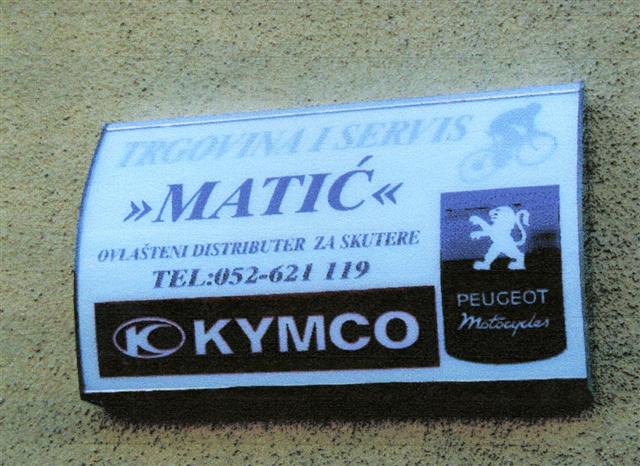 TRGOVINA I SERVIS
»MATIĆ«
OVLAŠTENI DISTRIBUTER ZA SKUTERE
TEL:052-621 119
KYMCO
PEUGEOT
Motocycles